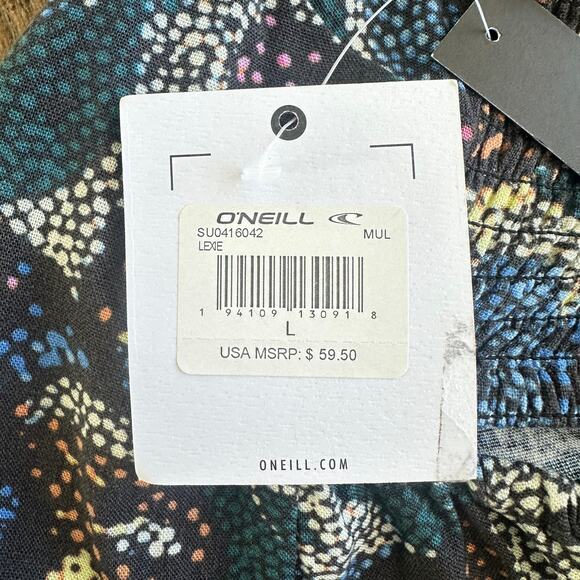 O'NEILL
SU0416042 MUL
LEXIE
1 94109 13091 8
L
USA MSRP: $ 59.50
ONEILL.COM